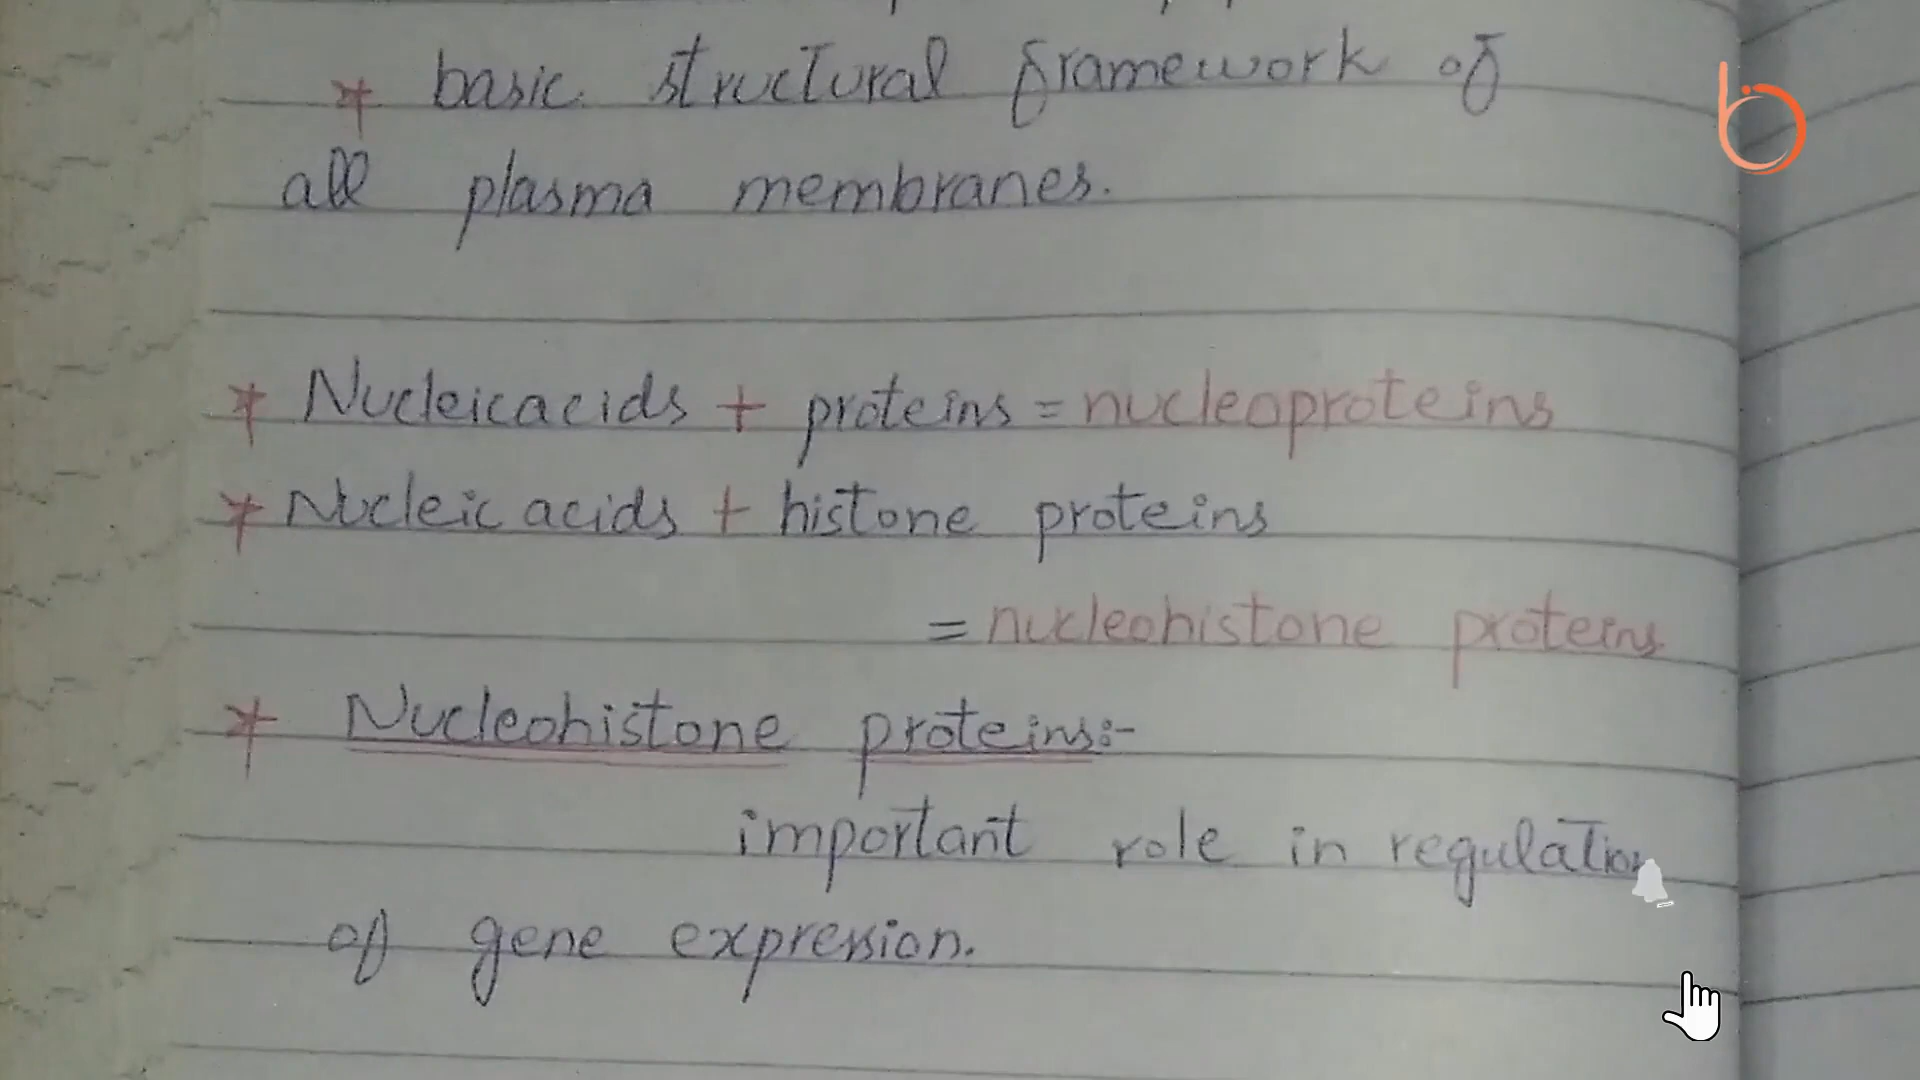 * basic structural framework of
all plasma membranes.
* Nucleicacids + proteins = nucleoproteins
* Nucleic acids + histone proteins
= nucleohistone proteins
* Nucleohistone proteins:-
important role in regulation
of gene expression.